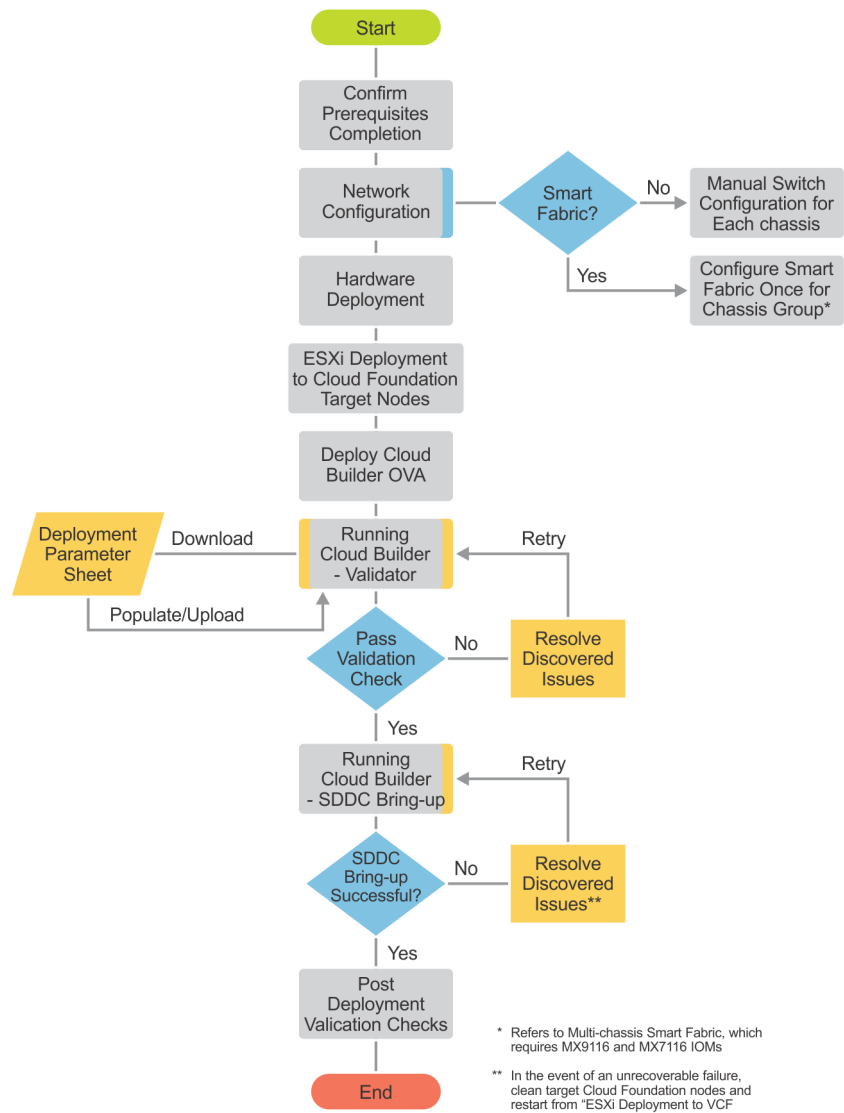 Start
Confirm
Prerequisites
Completion
Network
Configuration
Smart
Fabric?
No
Manual Switch
Configuration for
Each chassis
Yes
Configure Smart
Fabric Once for
Chassis Group*
Hardware
Deployment
ESXi Deployment
to Cloud Foundation
Target Nodes
Deploy Cloud
Builder OVA
Deployment
Parameter
Sheet
Download
Populate/Upload
Running
Cloud Builder
- Validator
Retry
Pass
Validation
Check
No
Resolve
Discovered
Issues
Yes
Running
Cloud Builder
- SDDC Bring-up
Retry
SDDC
Bring-up
Successful?
No
Resolve
Discovered
Issues**
Yes
Post
Deployment
Valication Checks
End
* Refers to Multi-chassis Smart Fabric, which
requires MX9116 and MX7116 IOMs
** In the event of an unrecoverable failure,
clean target Cloud Foundation nodes and
restart from “ESXi Deployment to VCF